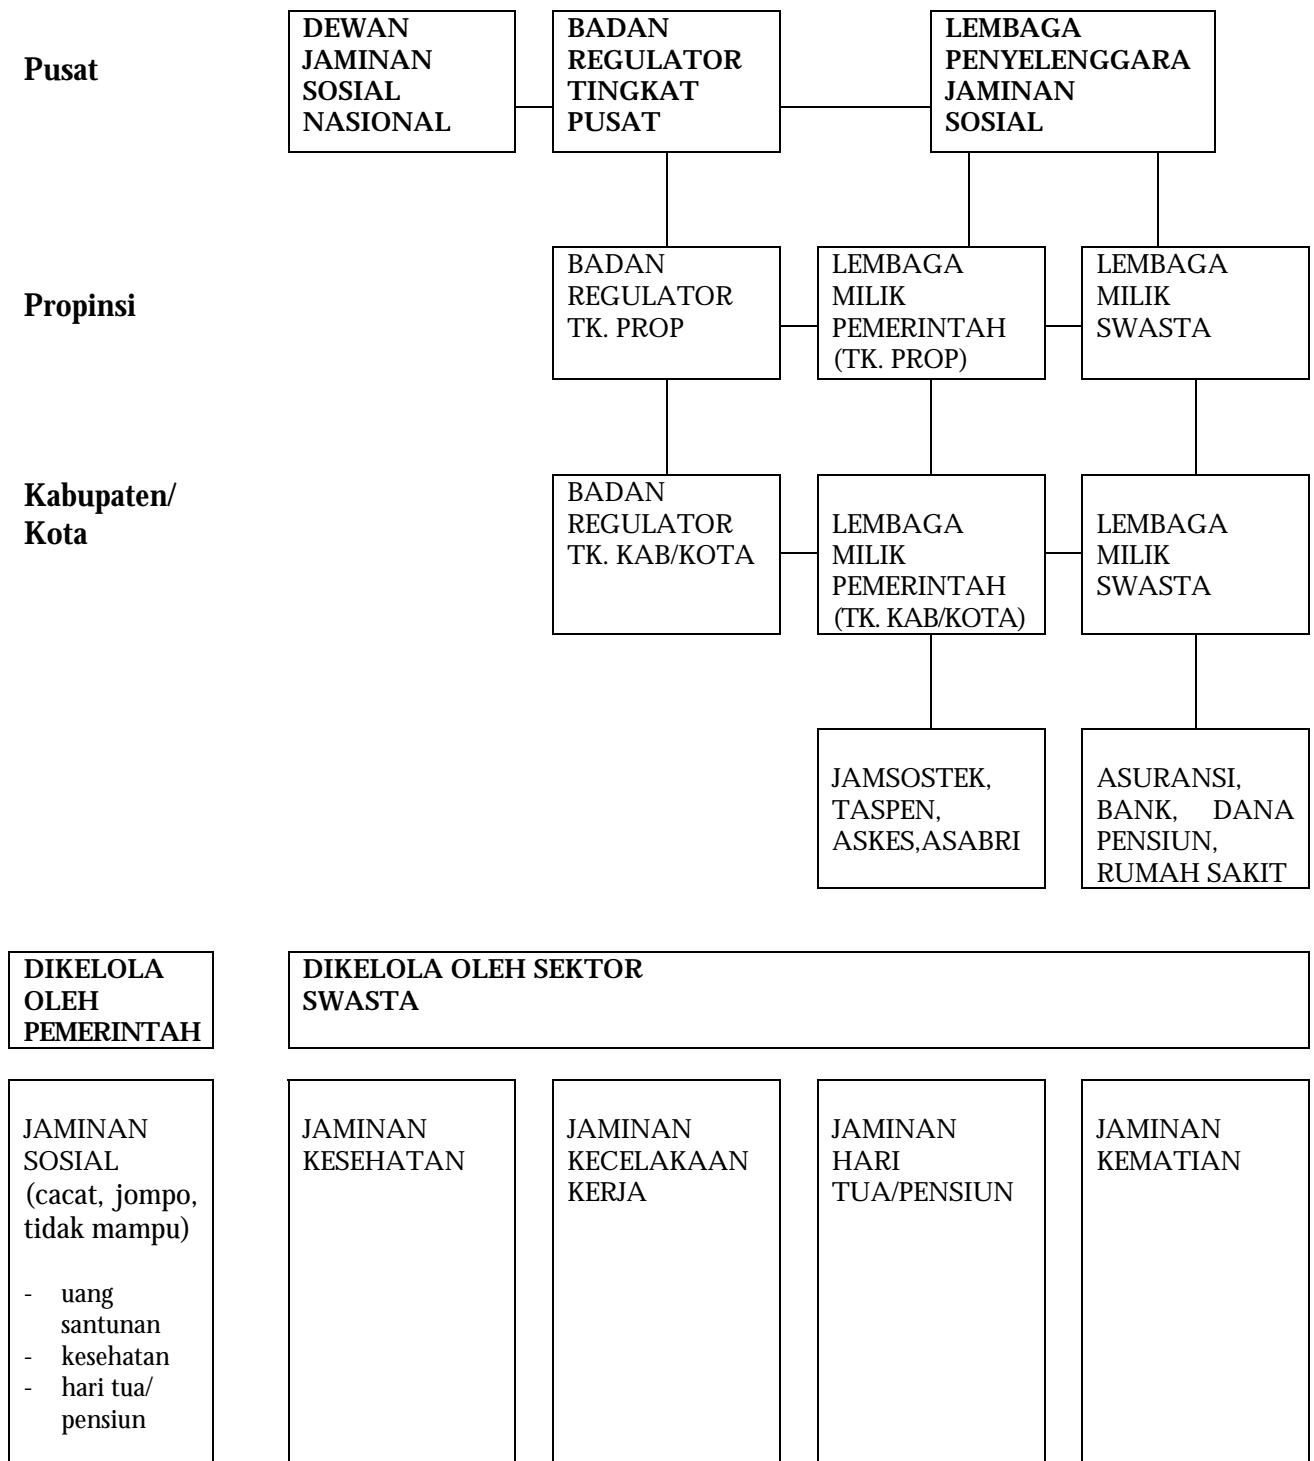 Pusat
DEWAN
JAMINAN
SOSIAL
NASIONAL
BADAN
REGULATOR
TINGKAT
PUSAT
LEMBAGA
PENYELENGGARA
JAMINAN
SOSIAL
Propinsi
BADAN
REGULATOR
TK. PROP
LEMBAGA
MILIK
PEMERINTAH
(TK. PROP)
LEMBAGA
MILIK
SWASTA
Kabupaten/
Kota
BADAN
REGULATOR
TK. KAB/KOTA
LEMBAGA
MILIK
PEMERINTAH
(TK. KAB/KOTA)
LEMBAGA
MILIK
SWASTA
JAMSOSTEK,
TASPEN,
ASKES,ASABRI
ASURANSI,
BANK, DANA
PENSIUN,
RUMAH SAKIT
DIKELOLA
OLEH
PEMERINTAH
DIKELOLA OLEH SEKTOR
SWASTA
JAMINAN
SOSIAL
(cacat, jompo,
tidak mampu)
- uang
santunan
- kesehatan
- hari tua/
pensiun
JAMINAN
KESEHATAN
JAMINAN
KECELAKAAN
KERJA
JAMINAN
HARI
TUA/PENSIUN
JAMINAN
KEMATIAN